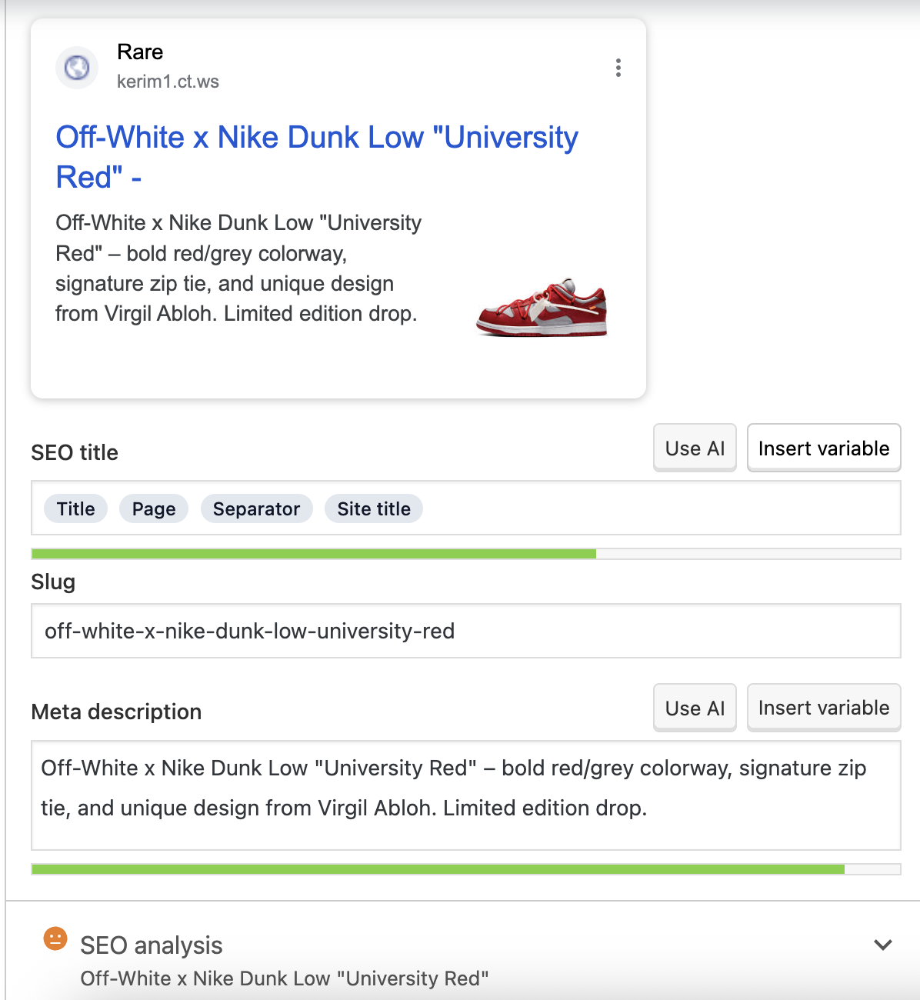 Rare
kerim1.ct.ws
Off-White x Nike Dunk Low "University
Red" -
Off-White x Nike Dunk Low "University
Red" – bold red/grey colorway,
signature zip tie, and unique design
from Virgil Abloh. Limited edition drop.
SEO title
Use AI
Insert variable
Title Page Separator Site title
Slug
off-white-x-nike-dunk-low-university-red
Meta description
Use AI
Insert variable
Off-White x Nike Dunk Low "University Red" – bold red/grey colorway, signature zip
tie, and unique design from Virgil Abloh. Limited edition drop.
SEO analysis
Off-White x Nike Dunk Low "University Red"